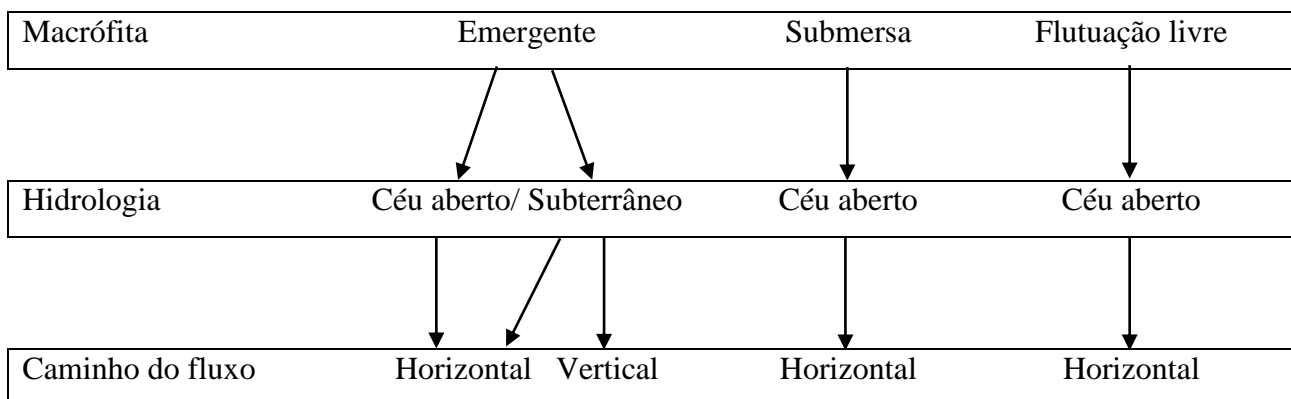 Macrófita Emergente Submersa Flutuação livre
Hidrologia Céu aberto/ Subterrâneo Céu aberto Céu aberto
Caminho do fluxo Horizontal Vertical Horizontal Horizontal